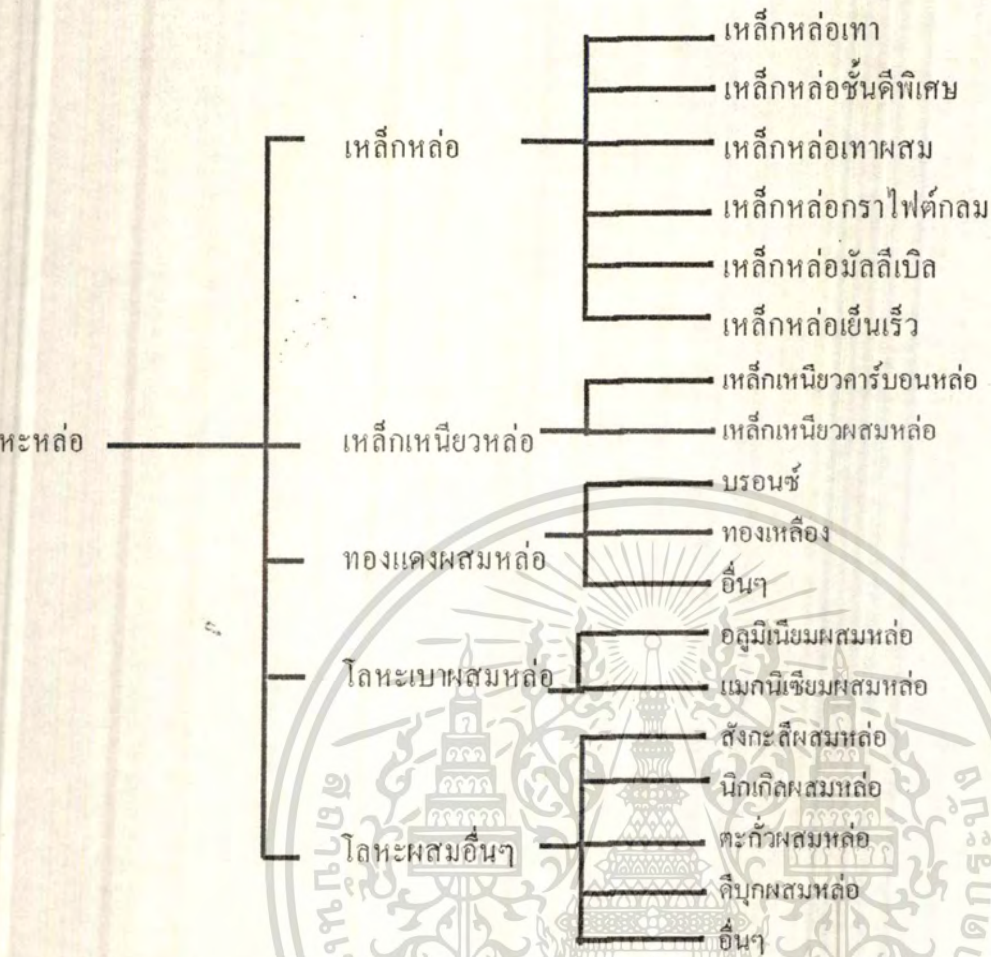 เหล็กหล่อเทา
เหล็กหล่อชั้นดีพิเศษ
เหล็กหล่อ
เหล็กหล่อเทาผสม
เหล็กหล่อกราไฟต์กลม
เหล็กหล่อมัลลีเบิล
เหล็กหล่อเย็นเร็ว
เหล็กเหนียวคาร์บอนหล่อ
หะหล่อ
เหล็กเหนียวหล่อ
เหล็กเหนียวผสมหล่อ
บรอนซ์
ทองแดงผสมหล่อ
ทองเหลือง
อื่นๆ
อลูมิเนียมผสมหล่อ
โลหะเบาผสมหล่อ
แมกนิเซียมผสมหล่อ
สังกะสีผสมหล่อ
นิกเกิลผสมหล่อ
โลหะผสมอื่นๆ
ตะกั่วผสมหล่อ
ดีบุกผสมหล่อ
อื่นๆ